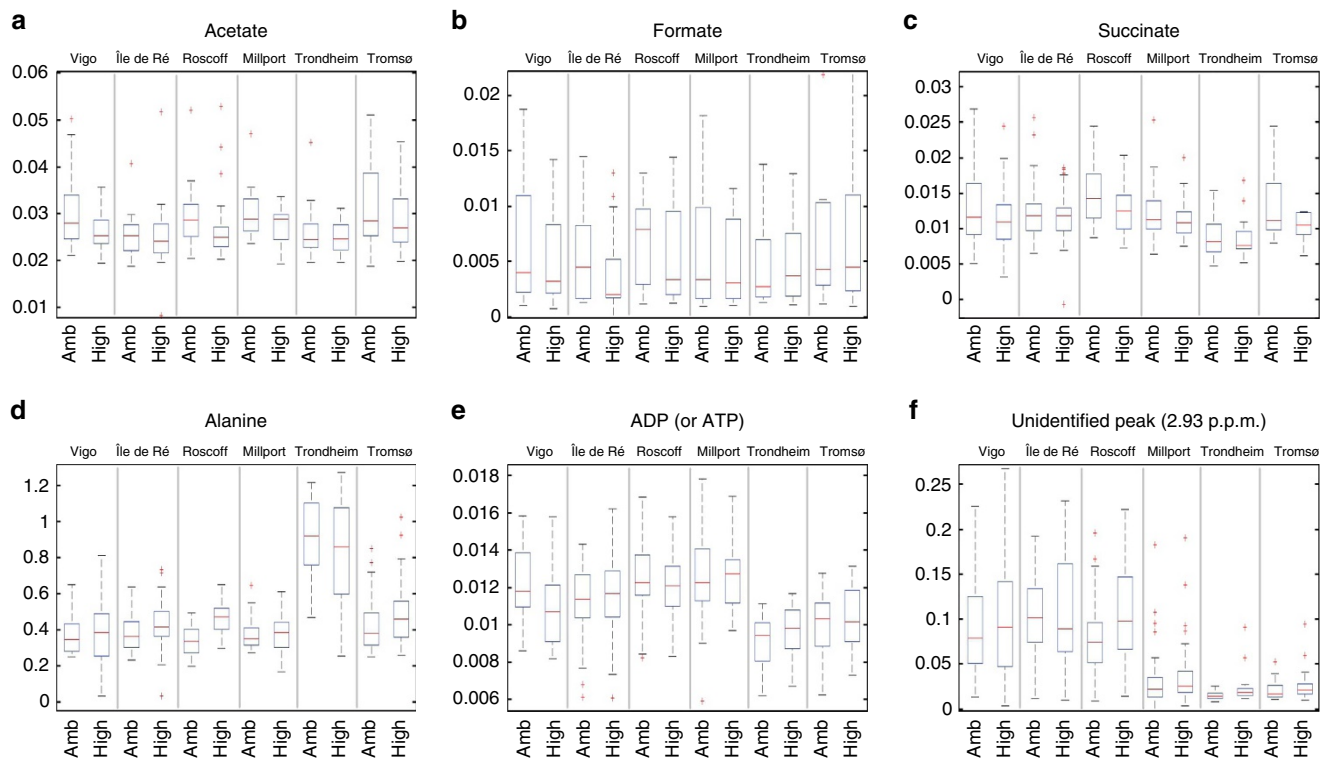 a
Acetate
Vigo Île de Ré Roscoff Millport Trondheim Tromsø
0.06
0.05
0.04
0.03
0.02
0.01
Amb High Amb High Amb High Amb High Amb High Amb High
b
Formate
Vigo Île de Ré Roscoff Millport Trondheim Tromsø
0.02
0.015
0.01
0.005
0
Amb High Amb High Amb High Amb High Amb High Amb High
c
Succinate
Vigo Île de Ré Roscoff Millport Trondheim Tromsø
0.03
0.025
0.02
0.015
0.01
0.005
0
Amb High Amb High Amb High Amb High Amb High Amb High
d
Alanine
Vigo Île de Ré Roscoff Millport Trondheim Tromsø
1.2
1
0.8
0.6
0.4
0.2
0
Amb High Amb High Amb High Amb High Amb High Amb High
e
ADP (or ATP)
Vigo Île de Ré Roscoff Millport Trondheim Tromsø
0.018
0.016
0.014
0.012
0.01
0.008
0.006
Amb High Amb High Amb High Amb High Amb High Amb High
f
Unidentified peak (2.93 p.p.m.)
Vigo Île de Ré Roscoff Millport Trondheim Tromsø
0.25
0.2
0.15
0.1
0.05
0
Amb High Amb High Amb High Amb High Amb High Amb High